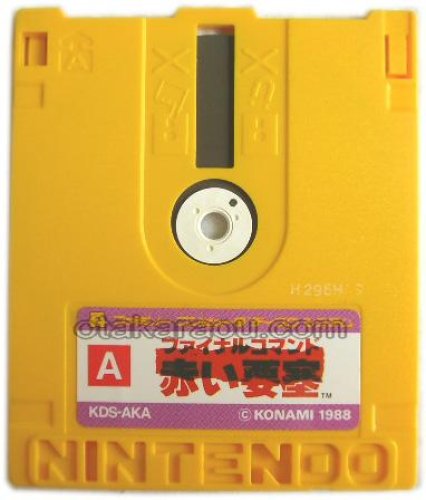 H296H
otakaraou.com
A
ファイナルコマンド
赤い要塞
TM
KDS-AKA
©KONAMI 1988
NINTENDO